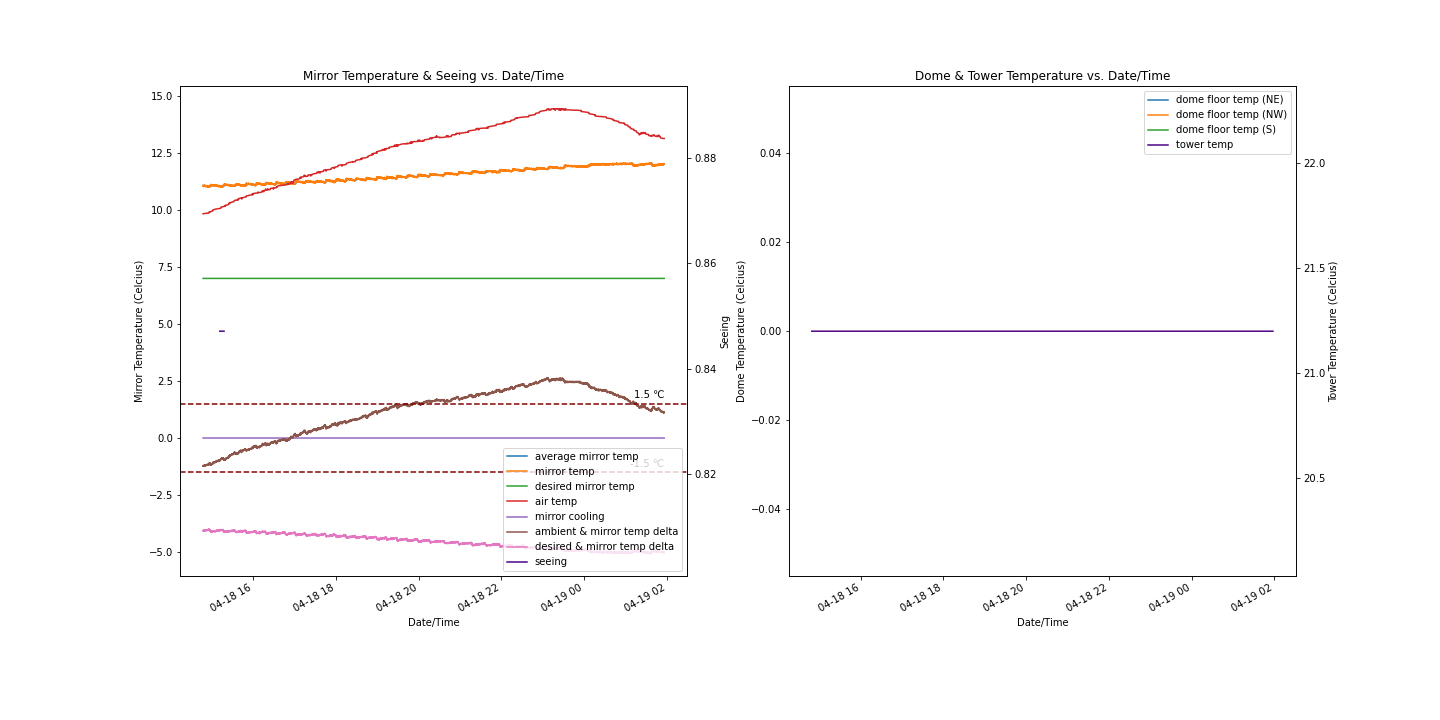 Mirror Temperature & Seeing vs. Date/Time
Mirror Temperature (Celcius)
15.0
12.5
10.0
7.5
5.0
2.5
0.0
−2.5
−5.0
0.88
0.86
0.84
0.82
Seeing
1.5 °C
-1.5 °C
average mirror temp
mirror temp
desired mirror temp
air temp
mirror cooling
ambient & mirror temp delta
desired & mirror temp delta
seeing
04-18 16
04-18 18
04-18 20
04-18 22
04-19 00
04-19 02
Date/Time
Dome & Tower Temperature vs. Date/Time
Dome Temperature (Celcius)
0.04
0.02
0.00
−0.02
−0.04
dome floor temp (NE)
dome floor temp (NW)
dome floor temp (S)
tower temp
22.0
21.5
21.0
20.5
Tower Temperature (Celcius)
04-18 16
04-18 18
04-18 20
04-18 22
04-19 00
04-19 02
Date/Time